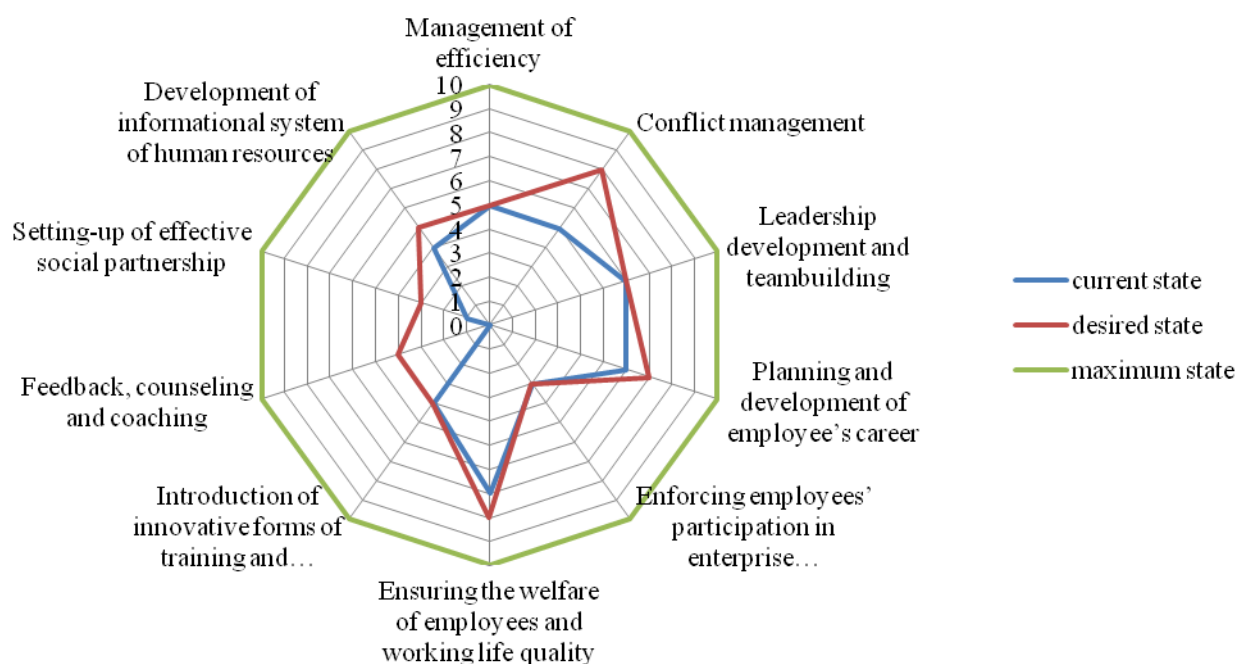 Management of
efficiency
10
9
8
7
6
5
4
3
2
1
0
Conflict management
Leadership
development and
teambuilding
Planning and
development of
employee’s career
Enforcing employees’
participation in
enterprise…
Ensuring the welfare
of employees and
working life quality
Introduction of
innovative forms of
training and…
Feedback, counseling
and coaching
Setting-up of effective
social partnership
Development of
informational system
of human resources
current state
desired state
maximum state